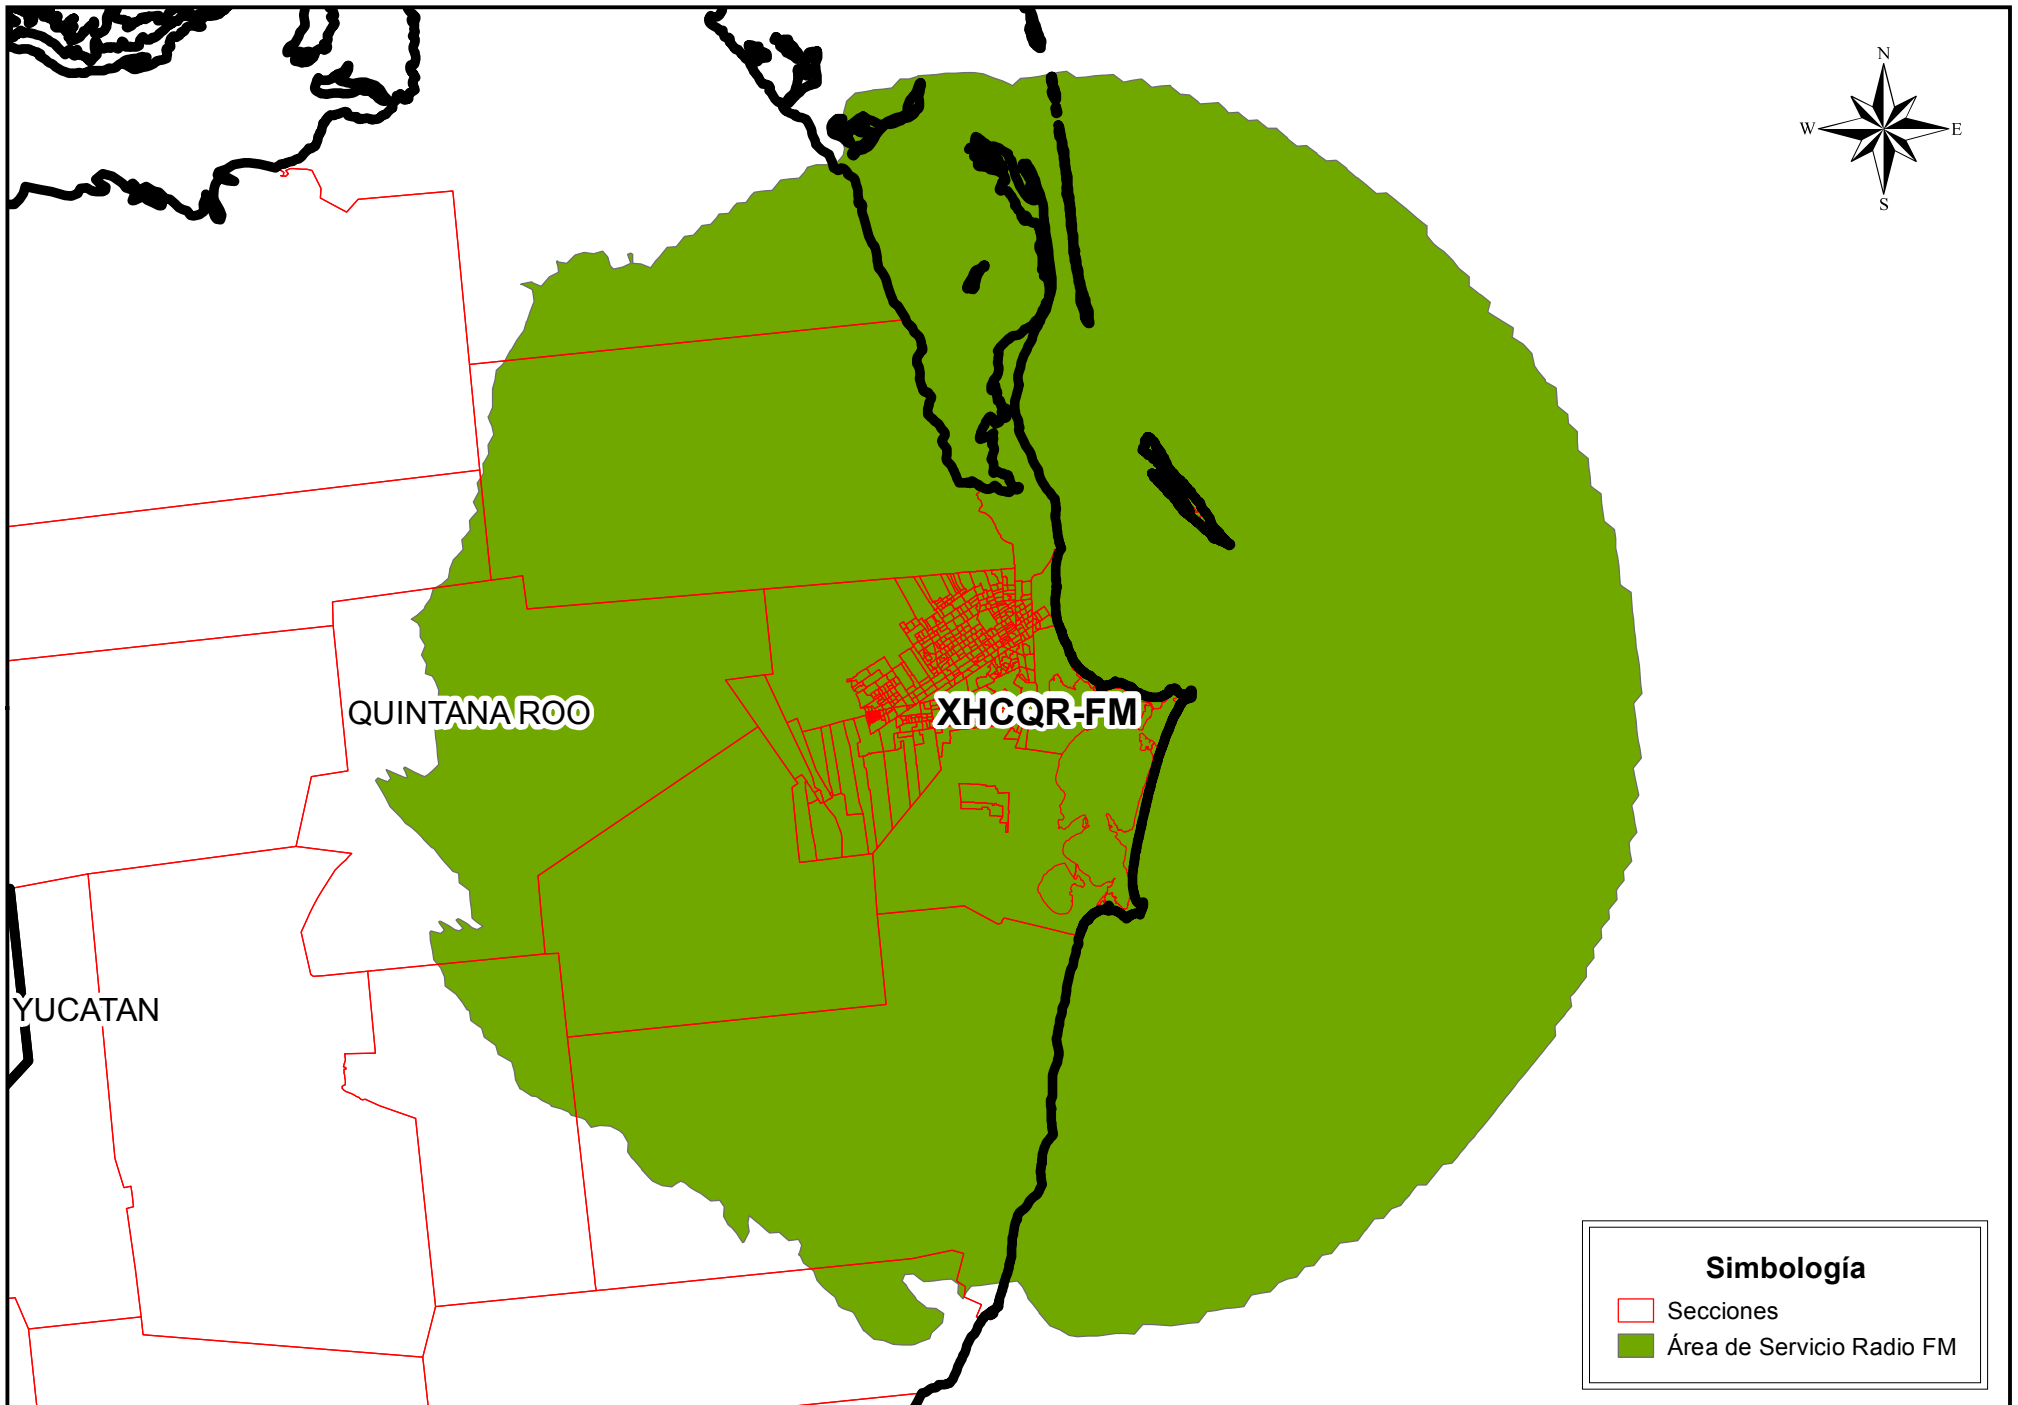 N
W E
S
QUINTANA ROO
XHCQR-FM
YUCATAN
Simbología
Secciones
Área de Servicio Radio FM